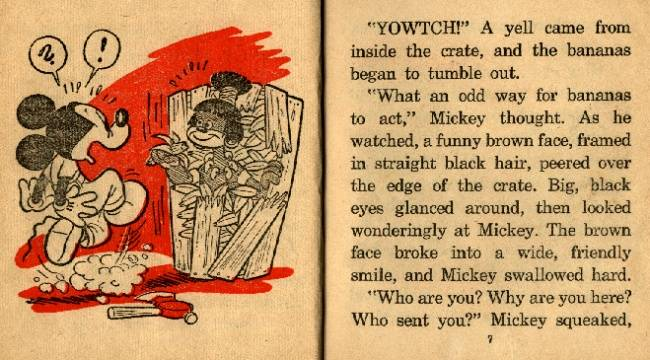 ?
!
"YOWTCH!" A yell came from
inside the crate, and the bananas
began to tumble out.
"What an odd way for bananas
to act," Mickey thought. As he
watched, a funny brown face, framed
in straight black hair, peered over
the edge of the crate. Big, black
eyes glanced around, then looked
wonderingly at Mickey. The brown
face broke into a wide, friendly
smile, and Mickey swallowed hard.
"Who are you? Why are you here?
Who sent you?" Mickey squeaked,
7